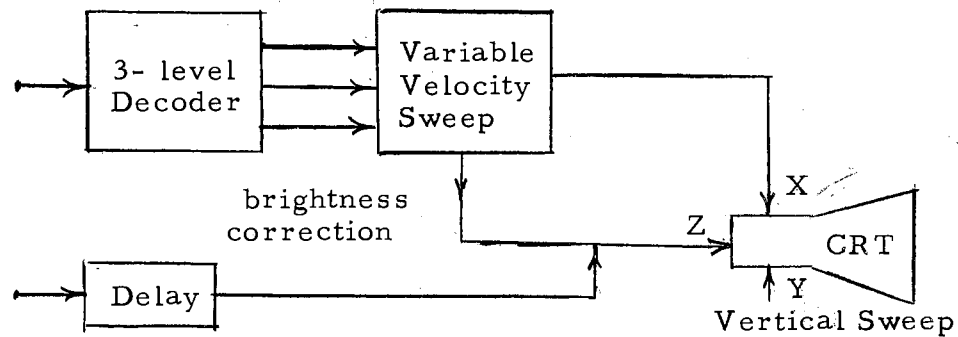 3- level
Decoder
Variable
Velocity
Sweep
brightness
correction
X
Z
CRT
Delay
Y
Vertical Sweep